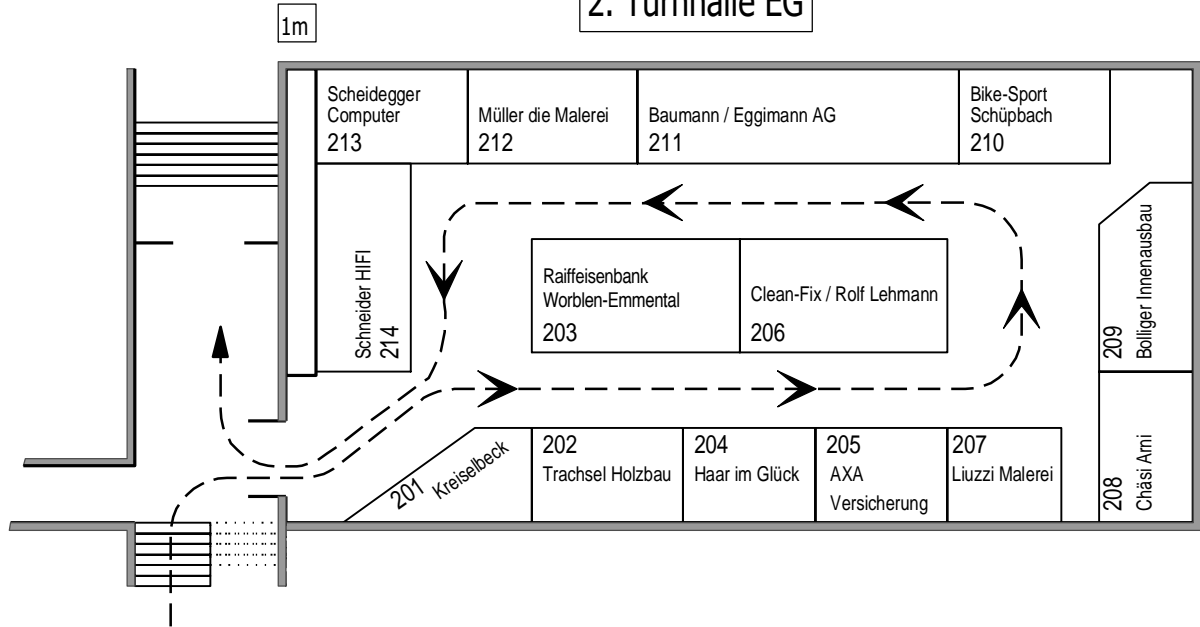 2. Turnhalle EG
1m
Scheidegger
Computer
213
Müller die Malerei
212
Baumann / Eggimann AG
211
Bike-Sport
Schüpbach
210
Schneider HIFI
214
Raiffeisenbank
Worblen-Emmental
203
Clean-Fix / Rolf Lehmann
206
209
Bolliger Innenausbau
201 Kreiselbeck
202
Trachsel Holzbau
204
Haar im Glück
205
AXA
Versicherung
207
Liuzzi Malerei
208
Chäsi Arni